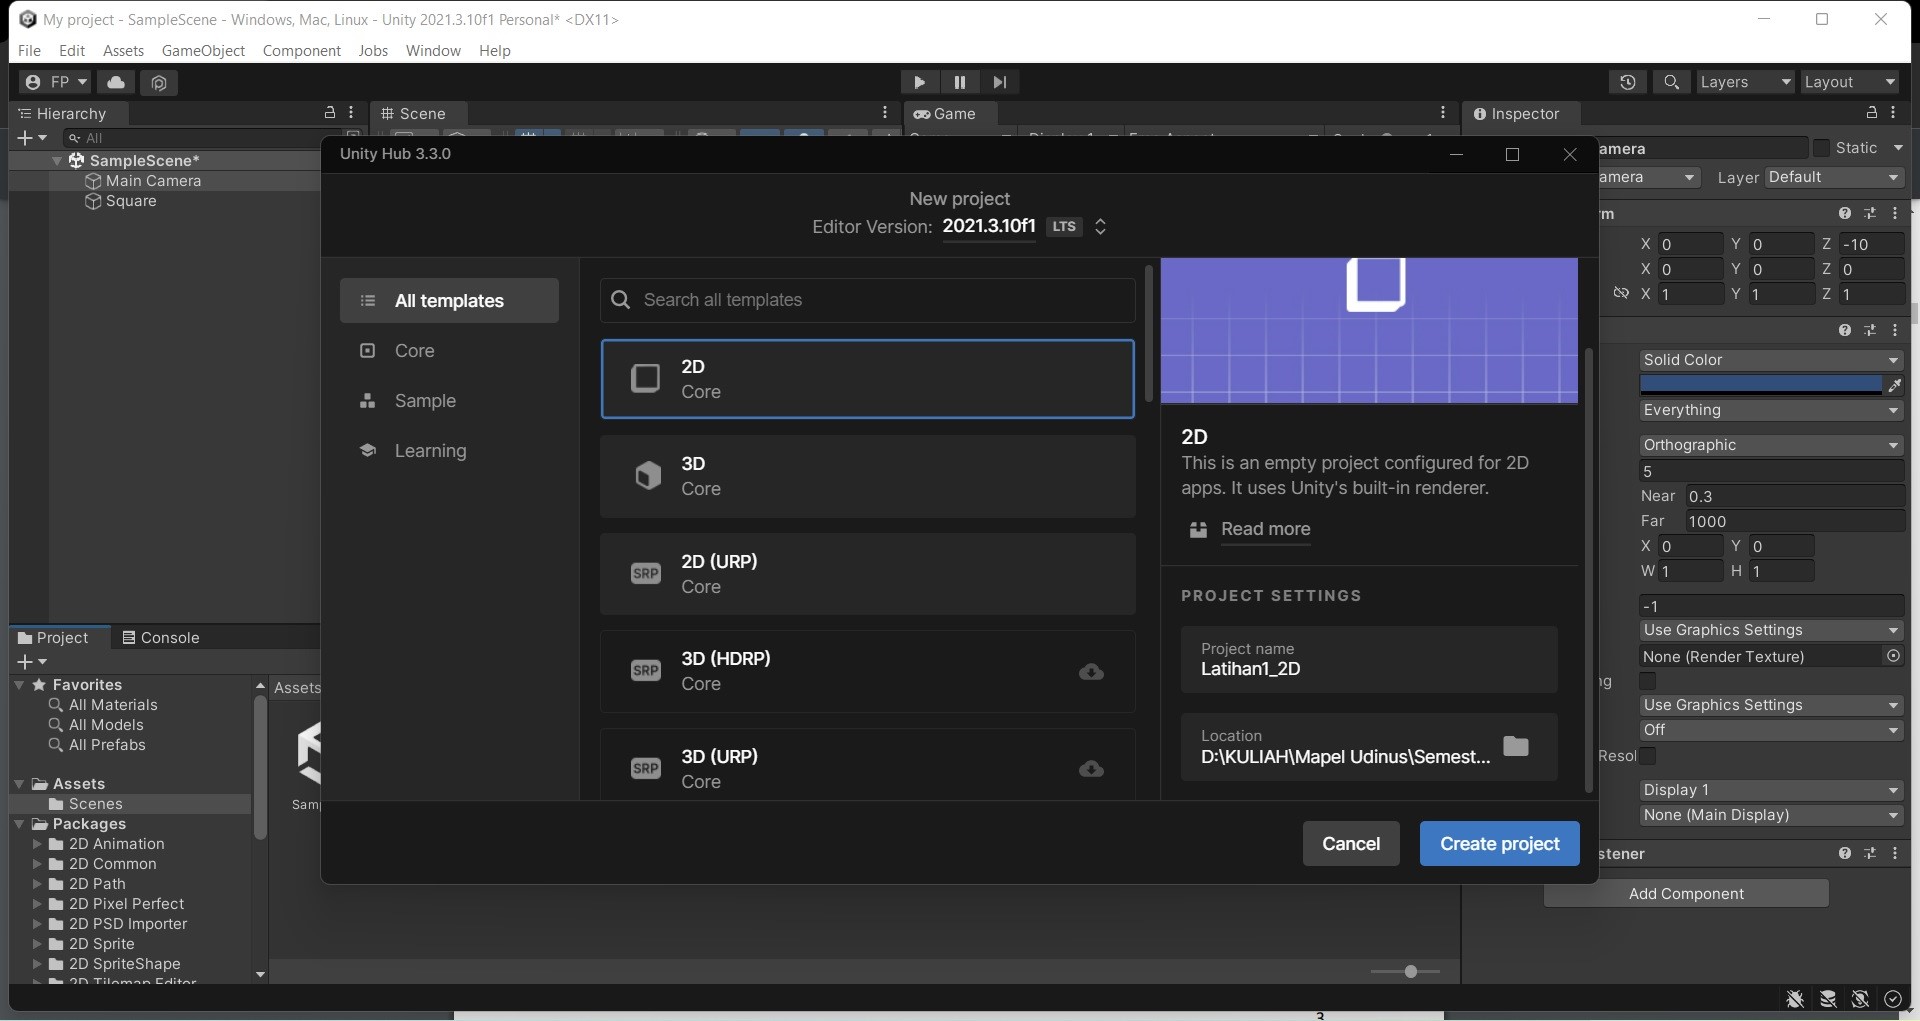 My project - SampleScene - Windows, Mac, Linux - Unity 2021.3.10f1 Personal* <DX11>
File Edit Assets GameObject Component Jobs Window Help
FP
Layers
Layout
Hierarchy
Scene
Game
Inspector
All
SampleScene*
Main Camera
Square
Unity Hub 3.3.0
New project
Editor Version: 2021.3.10f1 LTS
All templates
Core
Sample
Learning
Search all templates
2D
Core
3D
Core
2D (URP)
Core
3D (HDRP)
Core
3D (URP)
Core
2D
This is an empty project configured for 2D
apps. It uses Unity's built-in renderer.
Read more
PROJECT SETTINGS
Project name
Latihan1_2D
Location
D:\KULIAH\Mapel Udinus\Semest...
Cancel
Create project
amera
Static
amera
Layer Default
rm
X 0 Y 0 Z -10
X 0 Y 0 Z 0
X 1 Y 1 Z 1
Solid Color
Everything
Orthographic
5
Near 0.3
Far 1000
X 0 Y 0
W 1 H 1
-1
Use Graphics Settings
None (Render Texture)
ng
Use Graphics Settings
Off
Resol
Display 1
None (Main Display)
stener
Add Component
Project
Console
Favorites
All Materials
All Models
All Prefabs
Assets
Scenes
Packages
2D Animation
2D Common
2D Path
2D Pixel Perfect
2D PSD Importer
2D Sprite
2D SpriteShape
2D Tilemap Editor
Assets
Sam
3